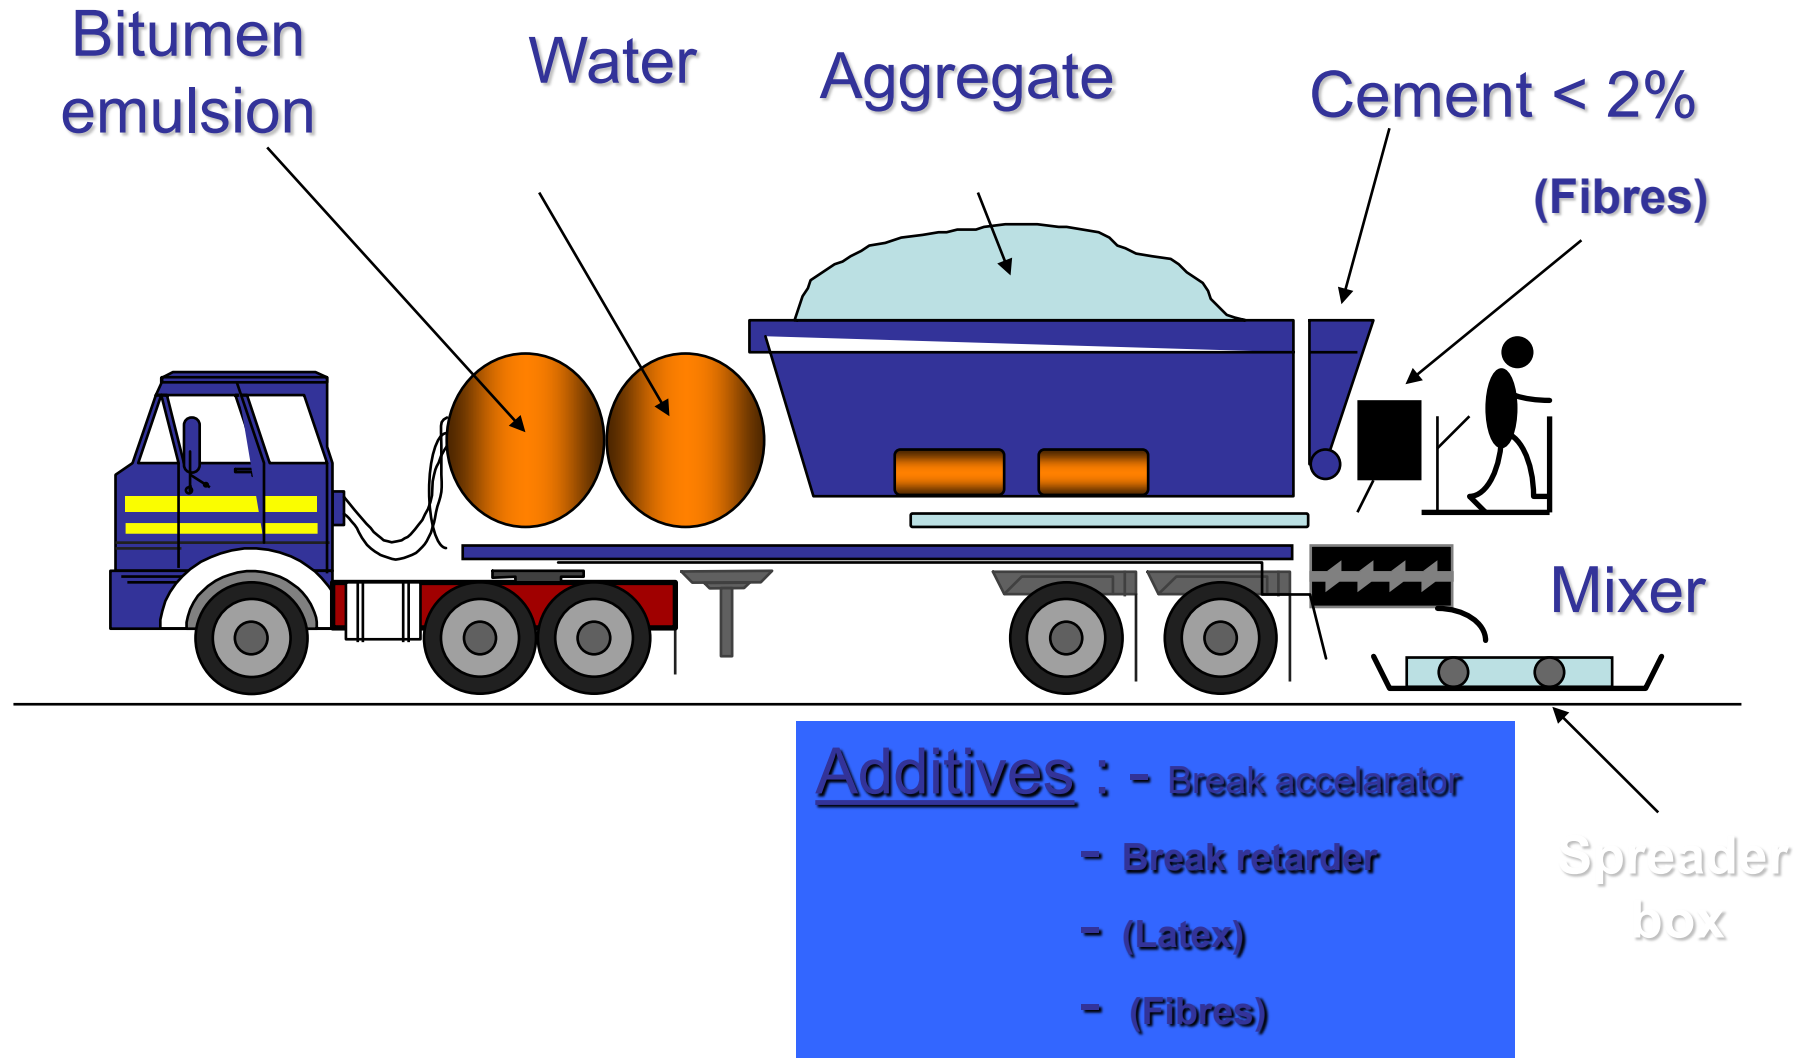 Bitumen
emulsion
Water
Aggregate
Cement < 2%
(Fibres)
Mixer
Additives : - Break accelarator
- Break retarder
- (Latex)
- (Fibres)
Spreader
box